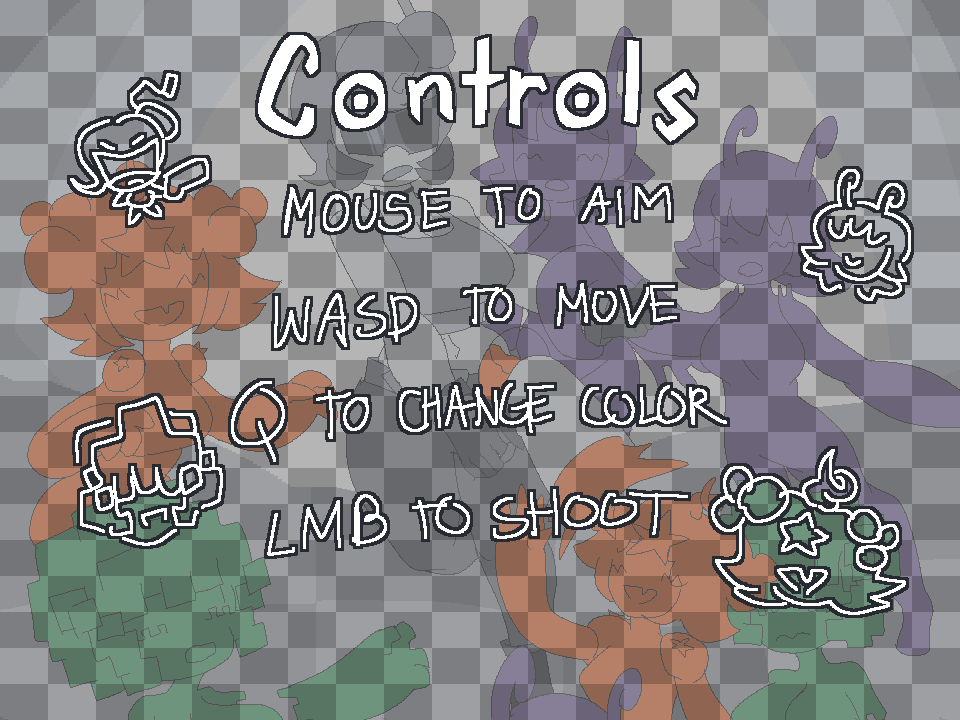 Controls
MOUSE TO AIM
WASD TO MOVE
Q TO CHANGE COLOR
LMB TO SHOOT